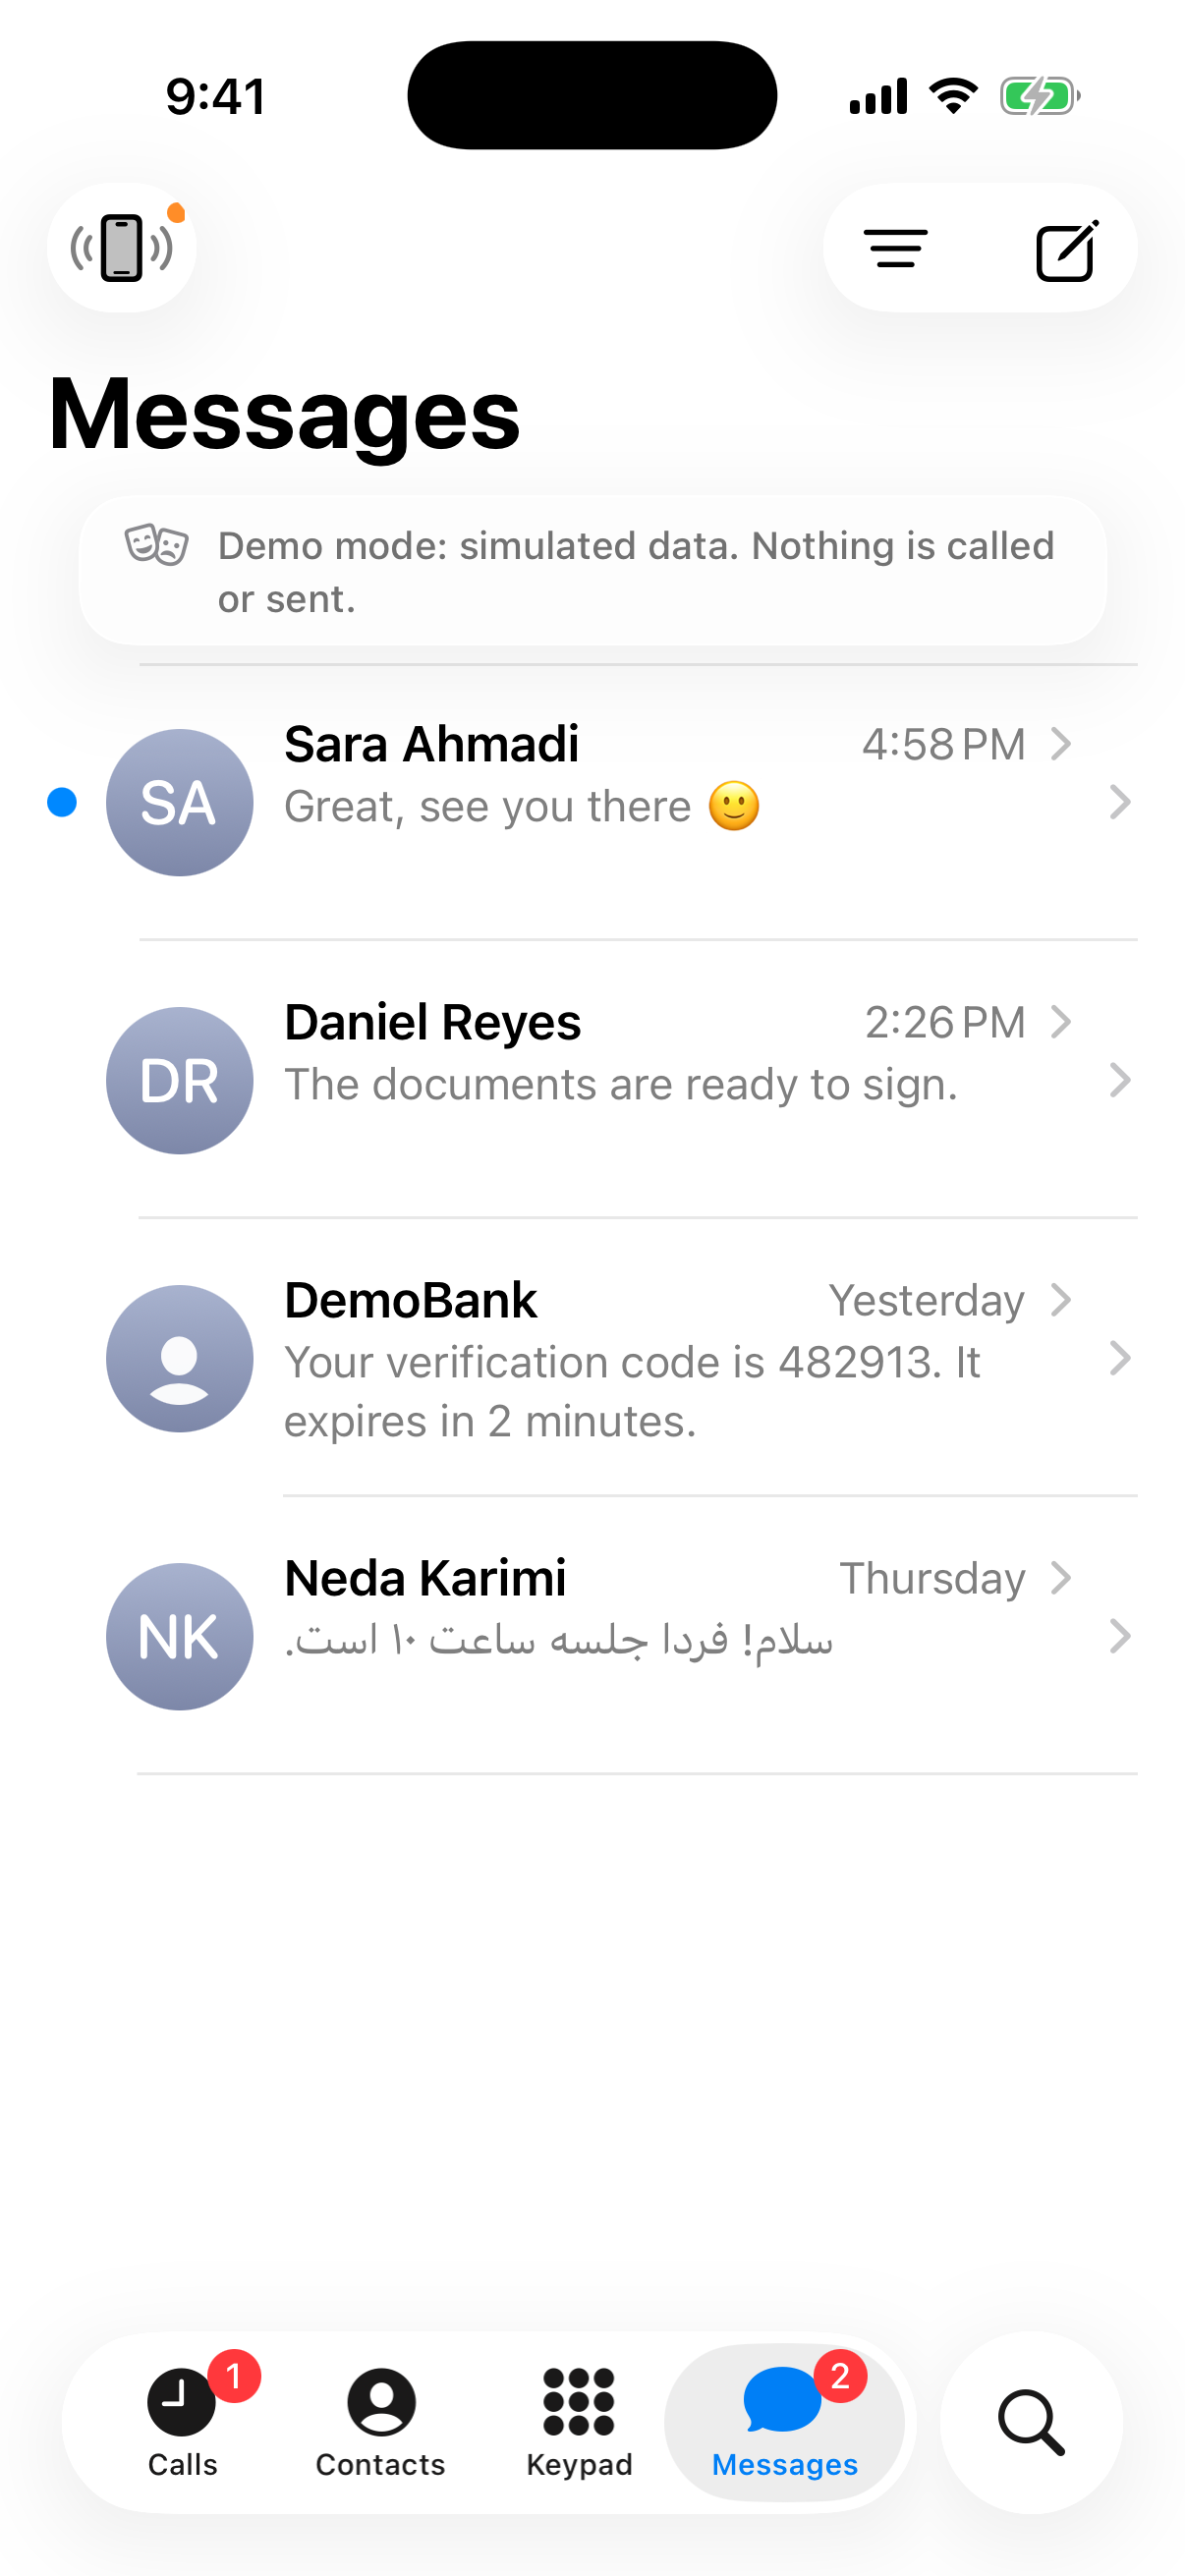 9:41
Messages
Demo mode: simulated data. Nothing is called
or sent.
SA
Sara Ahmadi
4:58 PM
Great, see you there 🙂
DR
Daniel Reyes
2:26 PM
The documents are ready to sign.
DemoBank
Yesterday
Your verification code is 482913. It
expires in 2 minutes.
NK
Neda Karimi
Thursday
سلام! فردا جلسه ساعت ۱۰ است.
1
Calls
Contacts
Keypad
2
Messages